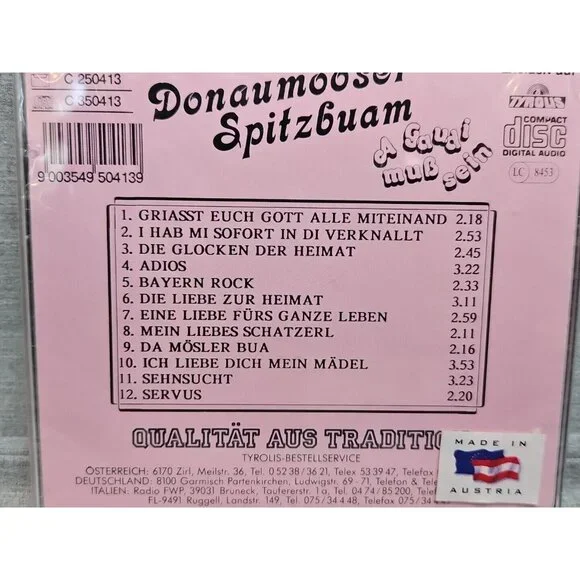 C 250413
C 350413
9 003549 504139
Donaumooser
Spitzbuam
A Gaudi
muß sein
TYROLIS
COMPACT
disc
DIGITAL AUDIO
LC 8453
1. GRIASST EUCH GOTT ALLE MITEINAND 2.18
2. I HAB MI SOFORT IN DI VERKNALLT 2.53
3. DIE GLOCKEN DER HEIMAT 2.45
4. ADIOS 3.22
5. BAYERN ROCK 2.33
6. DIE LIEBE ZUR HEIMAT 3.11
7. EINE LIEBE FÜRS GANZE LEBEN 2.59
8. MEIN LIEBES SCHATZERL 2.11
9. DA MÖSLER BUA 2.16
10. ICH LIEBE DICH MEIN MÄDEL 3.53
11. SEHNSUCHT 3.23
12. SERVUS 2.20
QUALITÄT AUS TRADITIO
TYROLIS-BESTELLSERVICE
ÖSTERREICH: 6170 Zirl, Meilstr. 36, Tel. 0 52 38/36 21, Telex 53 39 47, Telefax
DEUTSCHLAND: 8100 Garmisch Partenkirchen, Ludwigstr. 69 - 71, Telefon & Telefax
ITALIEN: Radio FWP, 39031 Bruneck, Taufererstr. 1 a, Tel. 04 74/85 200, Telefax
FL-9491 Ruggell, Landstr. 149, Tel. 075/3 44 48, Telefax 075/3 4
MADE IN
AUSTRIA